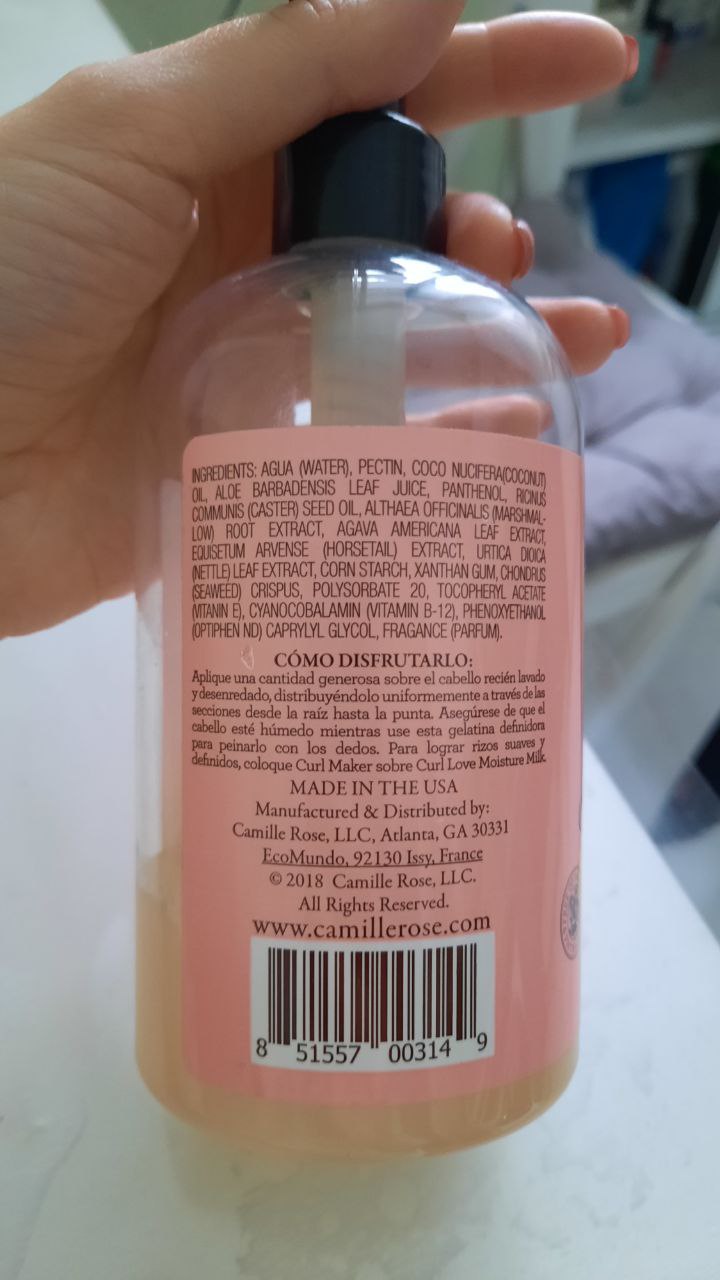 INGREDIENTS: AGUA (WATER), PECTIN, COCO NUCIFERA(COCONUT)
OIL, ALOE BARBADENSIS LEAF JUICE, PANTHENOL, RICINUS
COMMUNIS (CASTER) SEED OIL, ALTHAEA OFFICINALIS (MARSHMAL-
LOW) ROOT EXTRACT, AGAVA AMERICANA LEAF EXTRACT,
EQUISETUM ARVENSE (HORSETAIL) EXTRACT, URTICA DIOICA
(NETTLE) LEAF EXTRACT, CORN STARCH, XANTHAN GUM, CHONDRUS
(SEAWEED) CRISPUS, POLYSORBATE 20, TOCOPHERYL ACETATE
(VITANIN E), CYANOCOBALAMIN (VITAMIN B-12), PHENOXYETHANOL
(OPTIPHEN ND) CAPRYLYL GLYCOL, FRAGANCE (PARFUM).
CÓMO DISFRUTARLO:
Aplique una cantidad generosa sobre el cabello recién lavado
y desenredado, distribuyéndolo uniformemente a través de las
secciones desde la raíz hasta la punta. Asegúrese de que el
cabello esté húmedo mientras use esta gelatina definidora
para peinarlo con los dedos. Para lograr rizos suaves y
definidos, coloque Curl Maker sobre Curl Love Moisture Milk.
MADE IN THE USA
Manufactured & Distributed by:
Camille Rose, LLC, Atlanta, GA 30331
EcoMundo, 92130 Issy, France
© 2018 Camille Rose, LLC.
All Rights Reserved.
www.camillerose.com
8 51557 00314 9